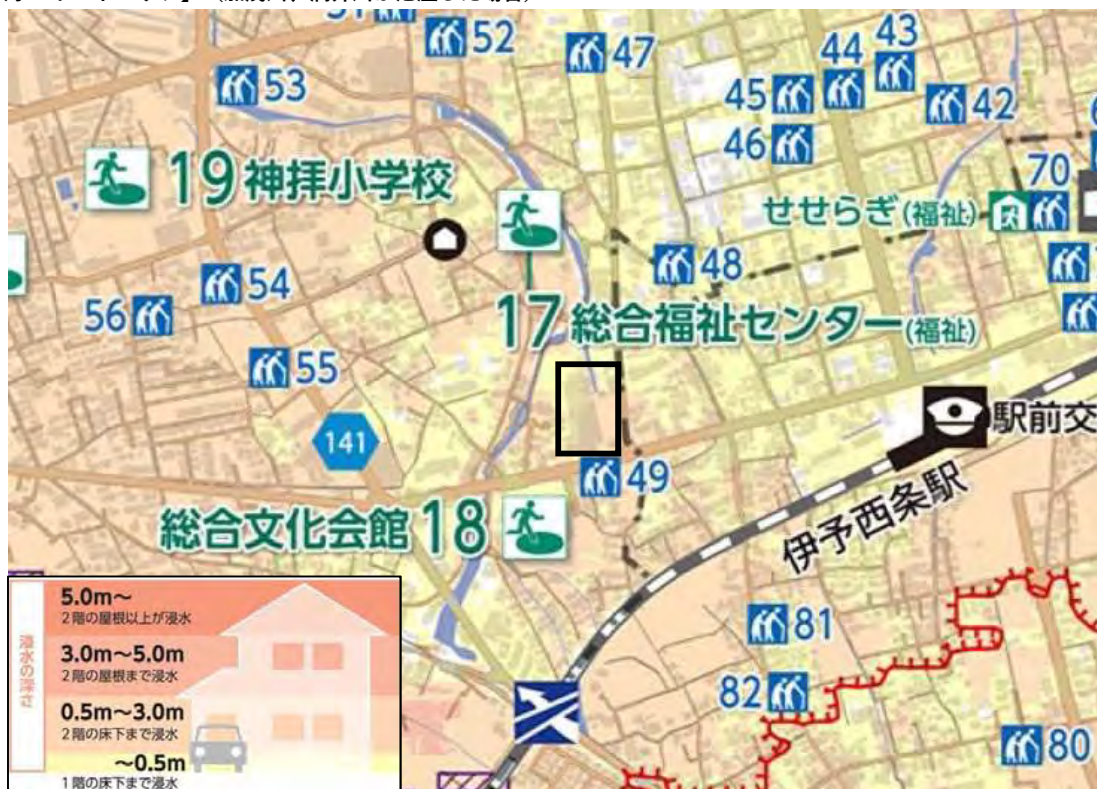 52
53
47
43
44
45
42
46
19 神拝小学校
70
せせらぎ(福祉)
54
48
56
17 総合福祉センター(福祉)
55
141
49
駅前交
総合文化会館 18
伊予西条駅
81
82
80
浸水の深さ
5.0m~
2階の屋根以上が浸水
3.0m~5.0m
2階の屋根まで浸水
0.5m~3.0m
2階の床下まで浸水
~0.5m
1階の床下まで浸水